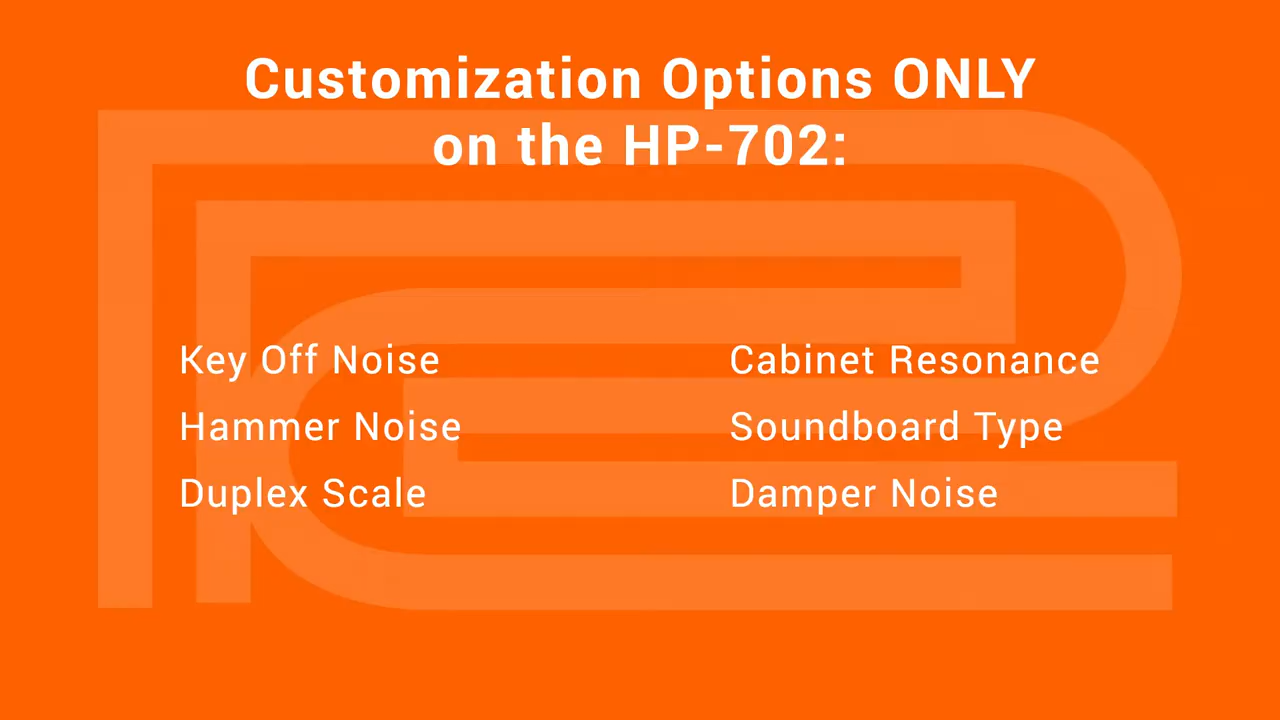 Customization Options ONLY
on the HP-702:
Key Off Noise
Hammer Noise
Duplex Scale
Cabinet Resonance
Soundboard Type
Damper Noise